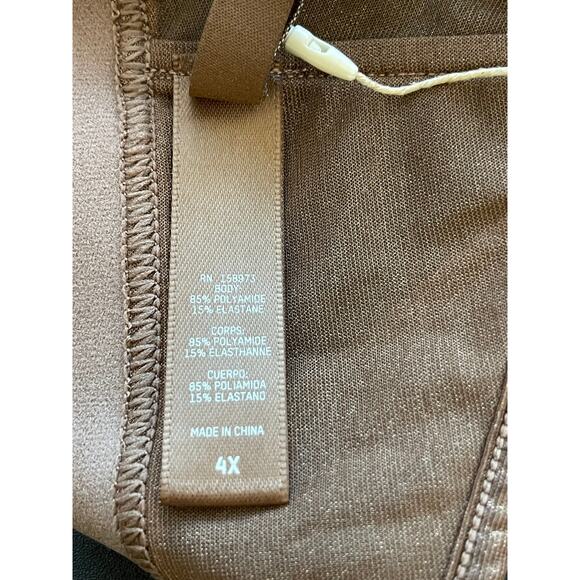 RN 158973
BODY
85% POLYAMIDE
15% ELASTANE
CORPS:
85% POLYAMIDE
15% ELASTHANNE
CUERPO:
85% POLIAMIDA
15% ELASTANO
MADE IN CHINA
4X